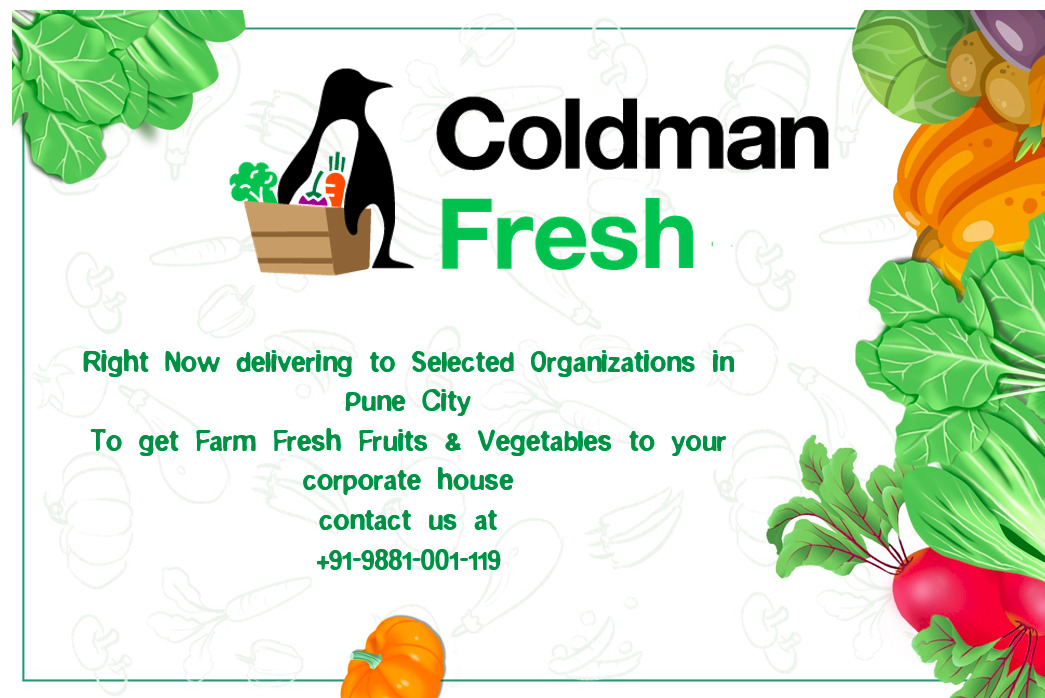 Coldman
Fresh
Right Now delivering to Selected Organizations in
Pune City
To get Farm Fresh Fruits & Vegetables to your
corporate house
contact us at
+91-9881-001-119